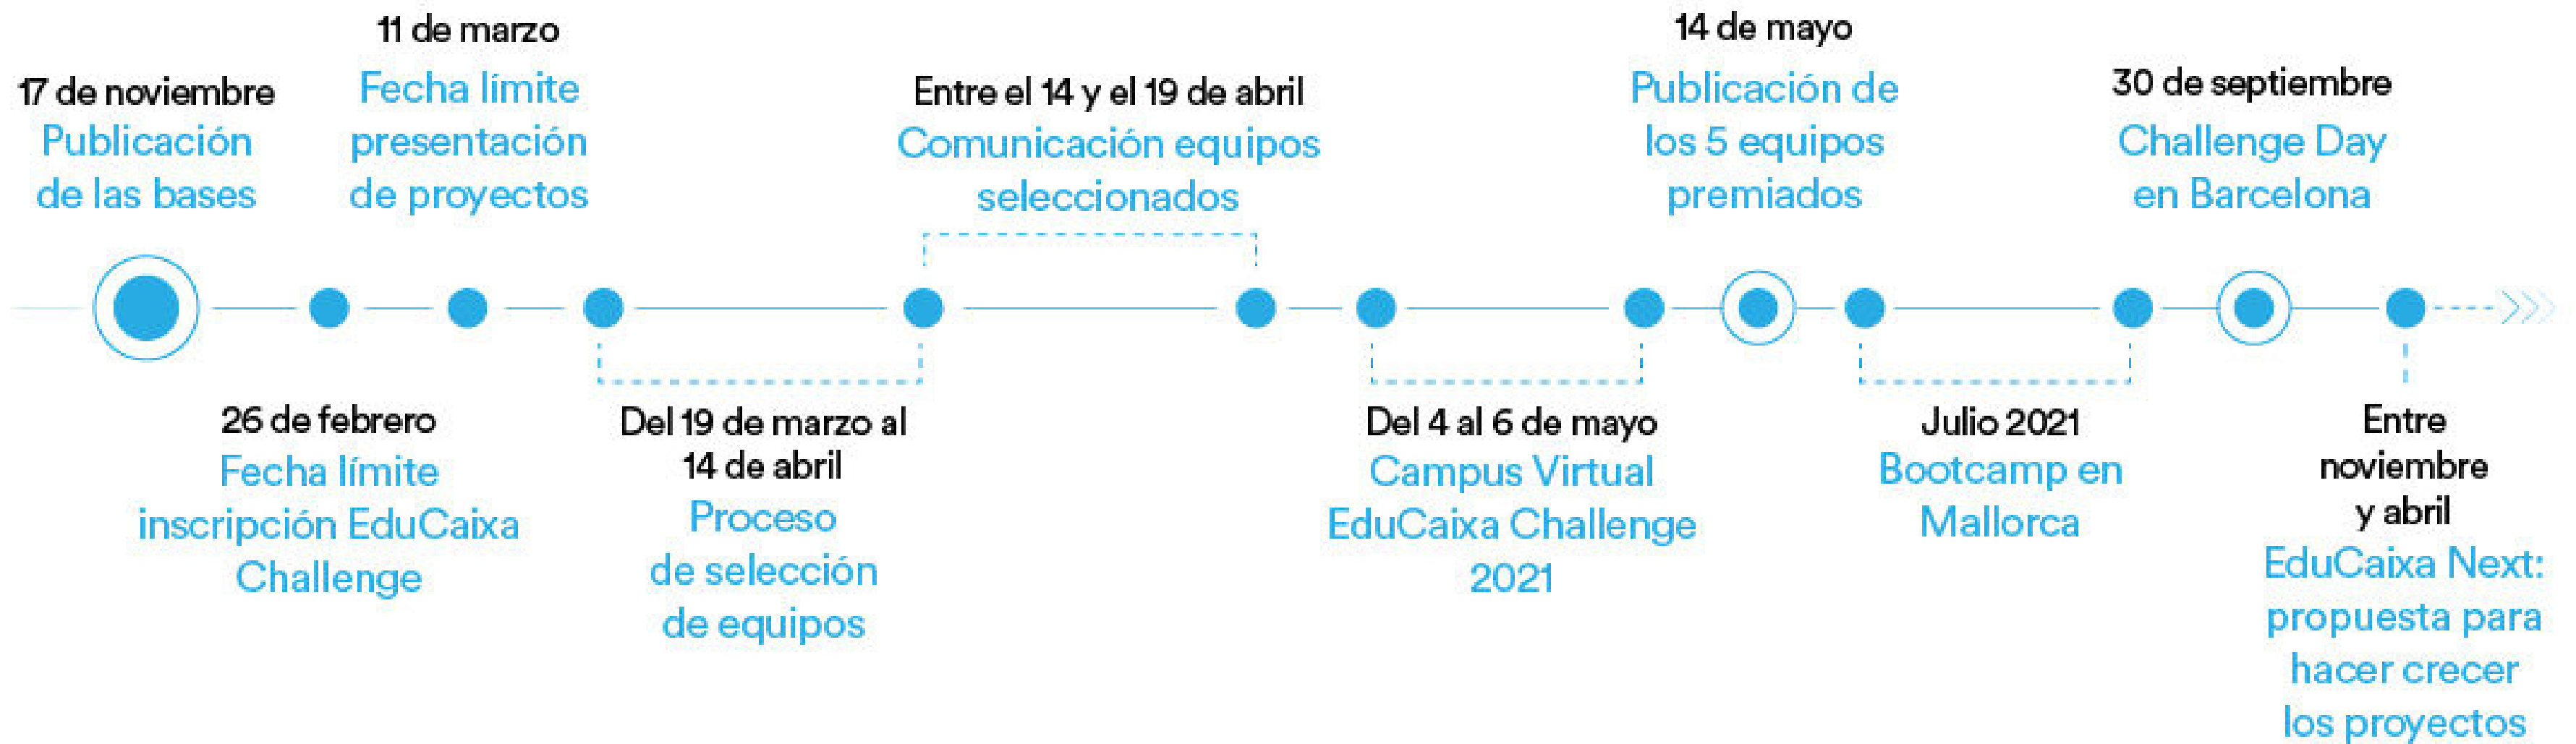 17 de noviembre
Publicación
de las bases
26 de febrero
Fecha límite
inscripción EduCaixa
Challenge
11 de marzo
Fecha límite
presentación
de proyectos
Del 19 de marzo al
14 de abril
Proceso
de selección
de equipos
Entre el 14 y el 19 de abril
Comunicación equipos
seleccionados
Del 4 al 6 de mayo
Campus Virtual
EduCaixa Challenge
2021
14 de mayo
Publicación de
los 5 equipos
premiados
Julio 2021
Bootcamp en
Mallorca
30 de septiembre
Challenge Day
en Barcelona
Entre
noviembre
y abril
EduCaixa Next:
propuesta para
hacer crecer
los proyectos